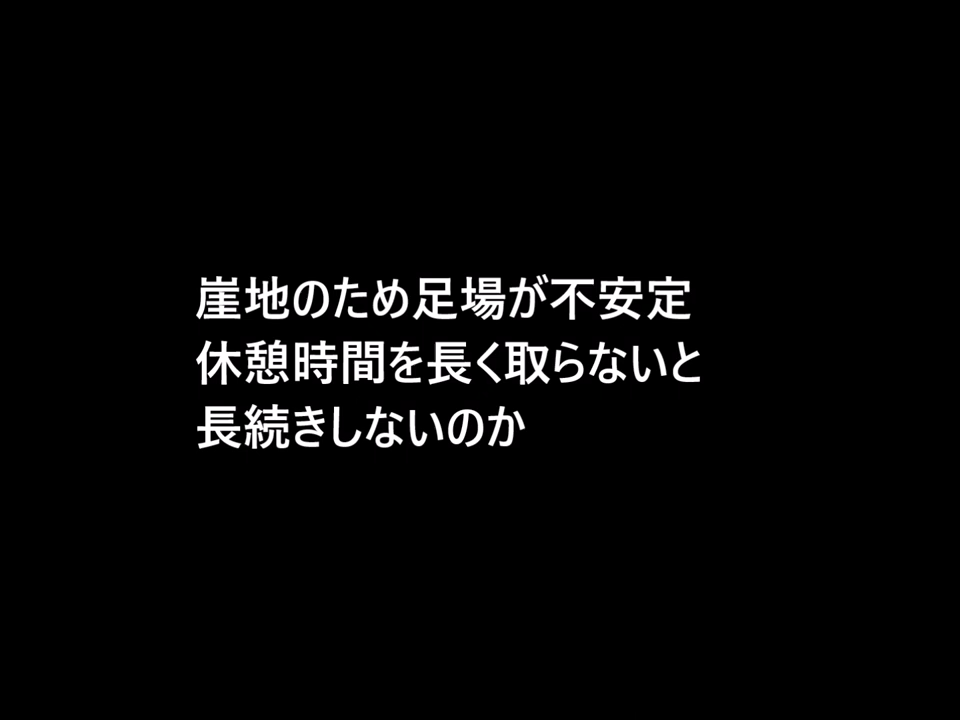 崖地のため足場が不安定
休憩時間を長く取らないと
長続きしないのか